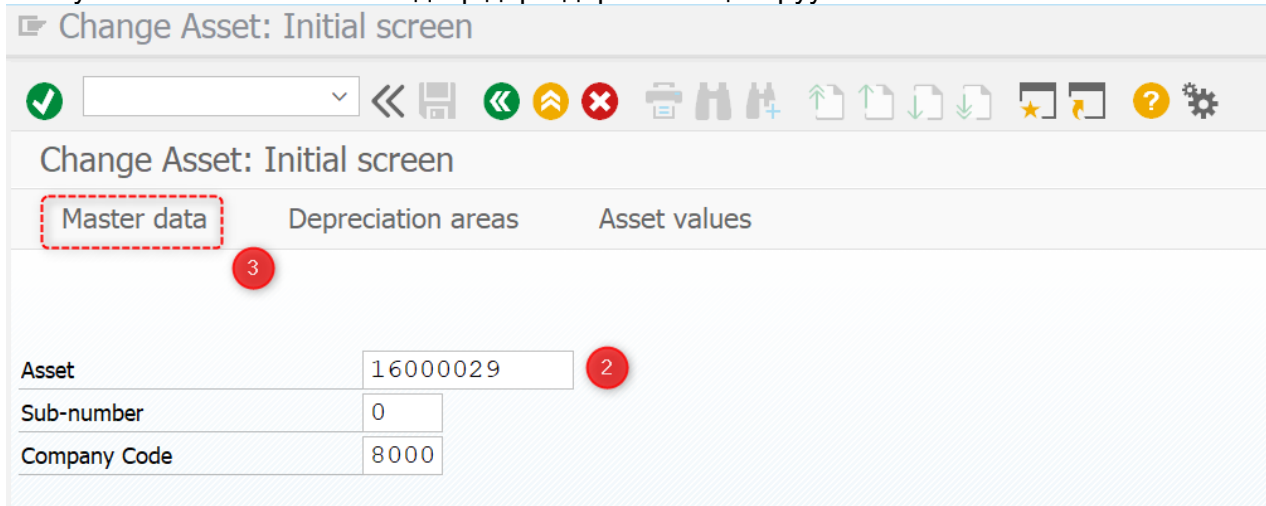 Change Asset: Initial screen
Change Asset: Initial screen
Master data Depreciation areas Asset values
3
Asset 16000029 2
Sub-number 0
Company Code 8000